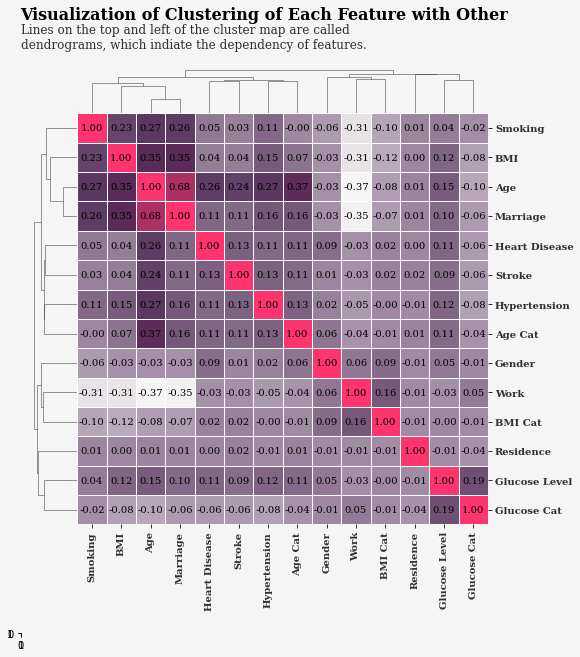 Visualization of Clustering of Each Feature with Other
Lines on the top and left of the cluster map are called
dendrograms, which indiate the dependency of features.
1.00 0.23 0.27 0.26 0.05 0.03 0.11 -0.00 -0.06 -0.31 -0.10 0.01 0.04 -0.02 Smoking
0.23 1.00 0.35 0.35 0.04 0.04 0.15 0.07 -0.03 -0.31 -0.12 0.00 0.12 -0.08 BMI
0.27 0.35 1.00 0.68 0.26 0.24 0.27 0.37 -0.03 -0.37 -0.08 0.01 0.15 -0.10 Age
0.26 0.35 0.68 1.00 0.11 0.11 0.16 0.16 -0.03 -0.35 -0.07 0.01 0.10 -0.06 Marriage
0.05 0.04 0.26 0.11 1.00 0.13 0.11 0.11 0.09 -0.03 0.02 0.00 0.11 -0.06 Heart Disease
0.03 0.04 0.24 0.11 0.13 1.00 0.13 0.11 0.01 -0.03 0.02 0.02 0.09 -0.06 Stroke
0.11 0.15 0.27 0.16 0.11 0.13 1.00 0.13 0.02 -0.05 -0.00 -0.01 0.12 -0.08 Hypertension
-0.00 0.07 0.37 0.16 0.11 0.11 0.13 1.00 0.06 -0.04 -0.01 0.01 0.11 -0.04 Age Cat
-0.06 -0.03 -0.03 -0.03 0.09 0.01 0.02 0.06 1.00 0.06 0.09 -0.01 0.05 -0.01 Gender
-0.31 -0.31 -0.37 -0.35 -0.03 -0.03 -0.05 -0.04 0.06 1.00 0.16 -0.01 -0.03 0.05 Work
-0.10 -0.12 -0.08 -0.07 0.02 0.02 -0.00 -0.01 0.09 0.16 1.00 -0.01 -0.00 -0.01 BMI Cat
0.01 0.00 0.01 0.01 0.00 0.02 -0.01 0.01 -0.01 -0.01 -0.01 1.00 -0.01 -0.04 Residence
0.04 0.12 0.15 0.10 0.11 0.09 0.12 0.11 0.05 -0.03 -0.00 -0.01 1.00 0.19 Glucose Level
-0.02 -0.08 -0.10 -0.06 -0.06 -0.06 -0.08 -0.04 -0.01 0.05 -0.01 -0.04 0.19 1.00 Glucose Cat
Smoking
BMI
Age
Marriage
Heart Disease
Stroke
Hypertension
Age Cat
Gender
Work
BMI Cat
Residence
Glucose Level
Glucose Cat